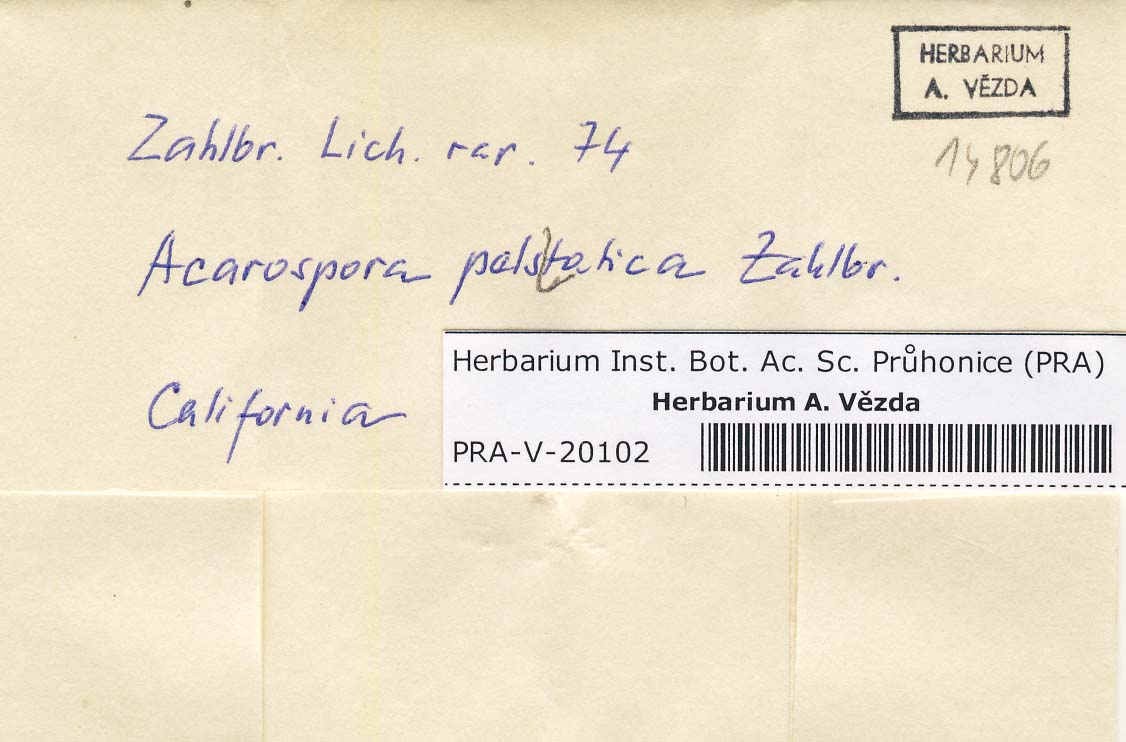 HERBARIUM
A. VĚZDA
14806
Zahlbr. Lich. rar. 74
Acarospora pelstatica Zahlbr.
California
Herbarium Inst. Bot. Ac. Sc. Průhonice (PRA)
Herbarium A. Vězda
PRA-V-20102